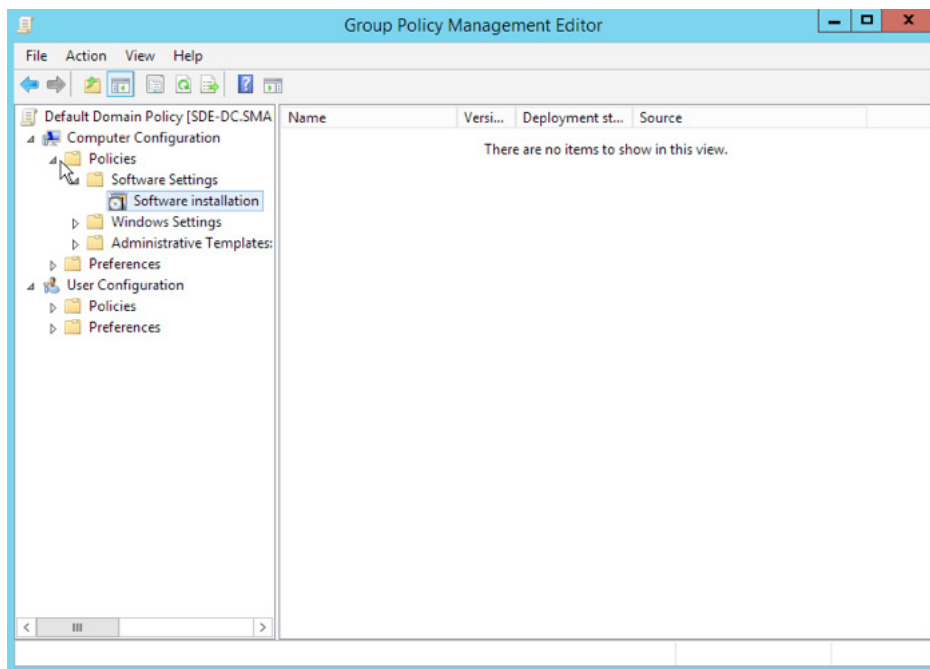 Group Policy Management Editor
File Action View Help
Default Domain Policy [SDE-DC.SMA
Name Versi... Deployment st... Source
Computer Configuration
There are no items to show in this view.
Policies
Software Settings
Software installation
Windows Settings
Administrative Templates:
Preferences
User Configuration
Policies
Preferences